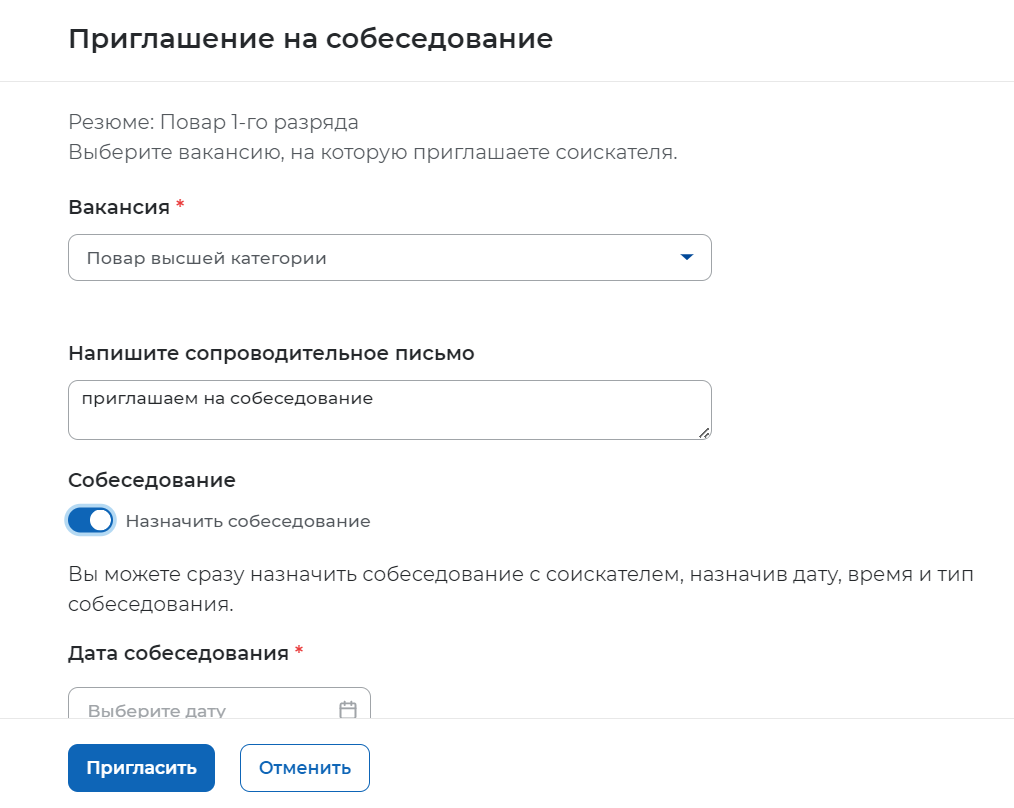 Приглашение на собеседование
Резюме: Повар 1-го разряда
Выберите вакансию, на которую приглашаете соискателя.
Вакансия *
Повар высшей категории
Напишите сопроводительное письмо
приглашаем на собеседование
Собеседование
Назначить собеседование
Вы можете сразу назначить собеседование с соискателем, назначив дату, время и тип
собеседования.
Дата собеседования *
Выберите дату
Пригласить
Отменить